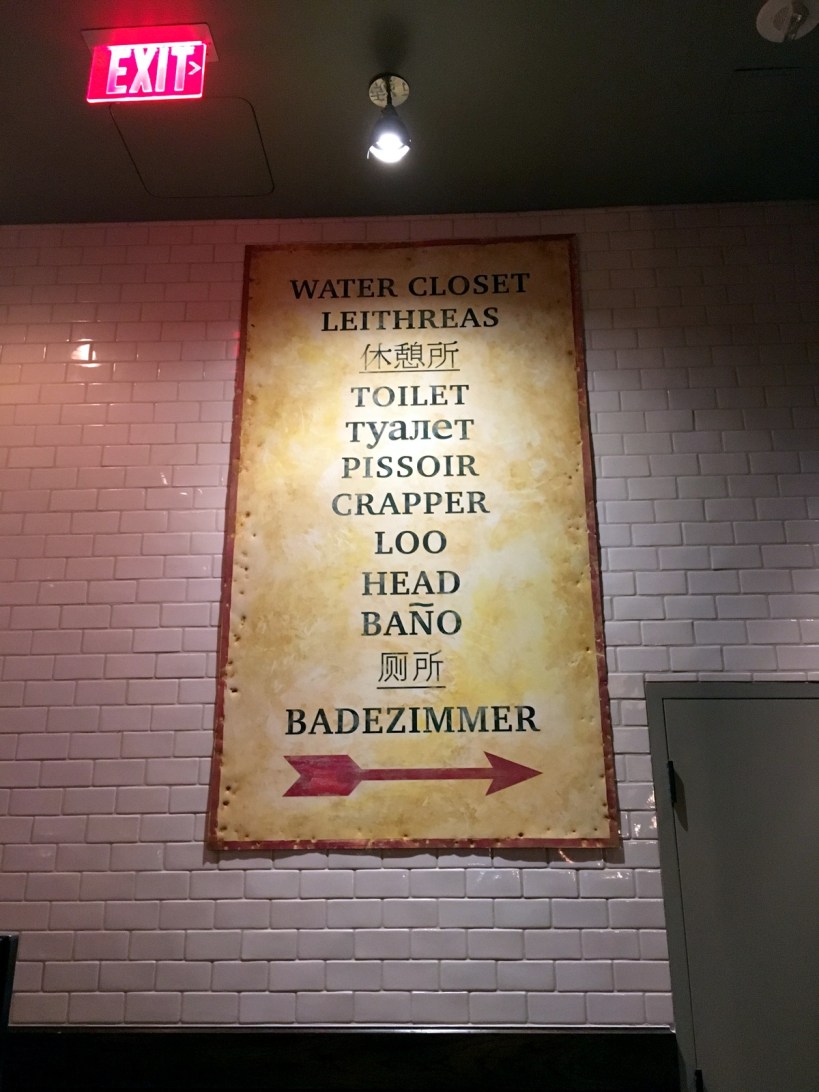 EXIT >
WATER CLOSET
LEITHREAS
休憩所
TOILET
туалет
PISSOIR
CRAPPER
LOO
HEAD
BAÑO
厕所
BADEZIMMER